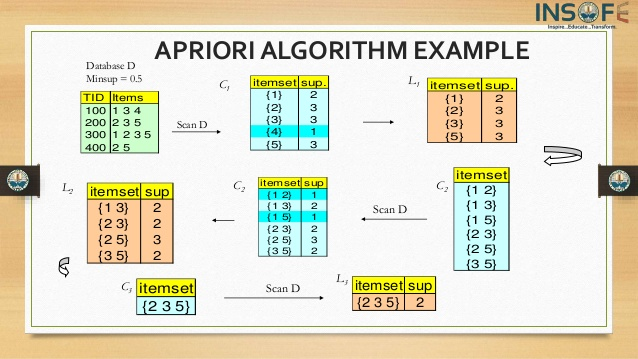 INSOFE
Inspire...Educate...Transform.
APRIORI ALGORITHM EXAMPLE
Database D
Minsup = 0.5
TID Items
100 1 3 4
200 2 3 5
300 1 2 3 5
400 2 5
Scan D
C1
itemset sup.
{1} 2
{2} 3
{3} 3
{4} 1
{5} 3
L1
itemset sup.
{1} 2
{2} 3
{3} 3
{5} 3
C2
itemset
{1 2}
{1 3}
{1 5}
{2 3}
{2 5}
{3 5}
Scan D
C2
itemset sup
{1 2} 1
{1 3} 2
{1 5} 1
{2 3} 2
{2 5} 3
{3 5} 2
L2
itemset sup
{1 3} 2
{2 3} 2
{2 5} 3
{3 5} 2
C3
itemset
{2 3 5}
Scan D
L3
itemset sup
{2 3 5} 2